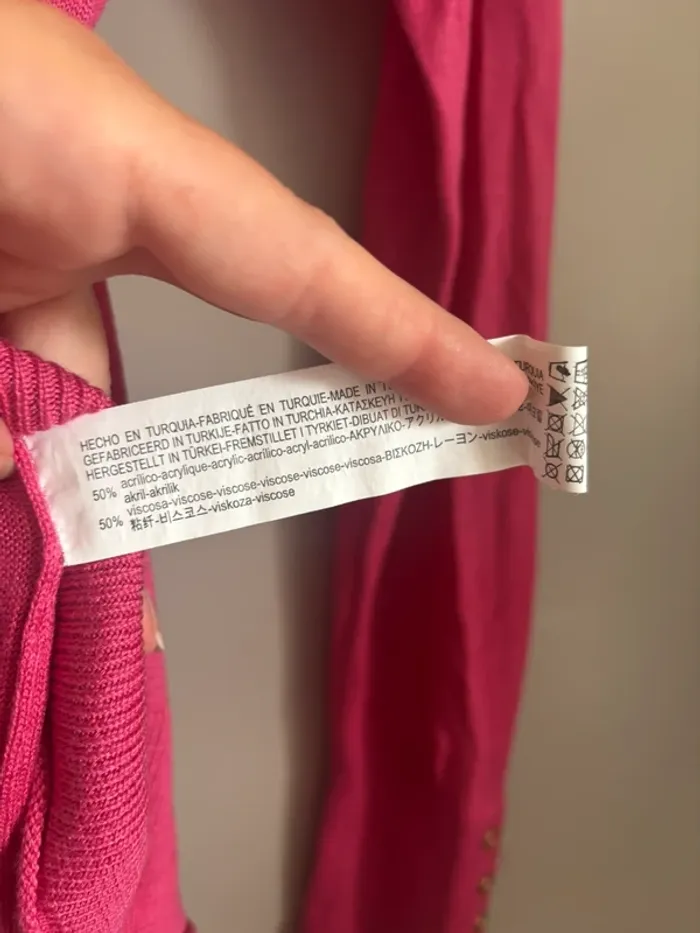 HECHO EN TURQUIA-FABRIQUÉ EN TURQUIE-MADE IN
GEFABRICEERD IN TURKIJE-FATTO IN TURCHIA-ΚΑΤΑΣΚΕΥΗ
HERGESTELLT IN TÜRKEI-FREMSTILLET I TYRKIET-DIBUAT DI
50% acrílico-acrylique-acrylic-acrilico-acryl-acrílico-ΑΚΡΥΛΙΚΟ-アクリル
akril-akrilik
viscosa-viscose-viscose-viscose-viscose-viscosa-ΒΙΣΚΟΖΗ-レーヨン-viskose
50% 粘纤-비스코스-viskoza-viscose
TURQUIA